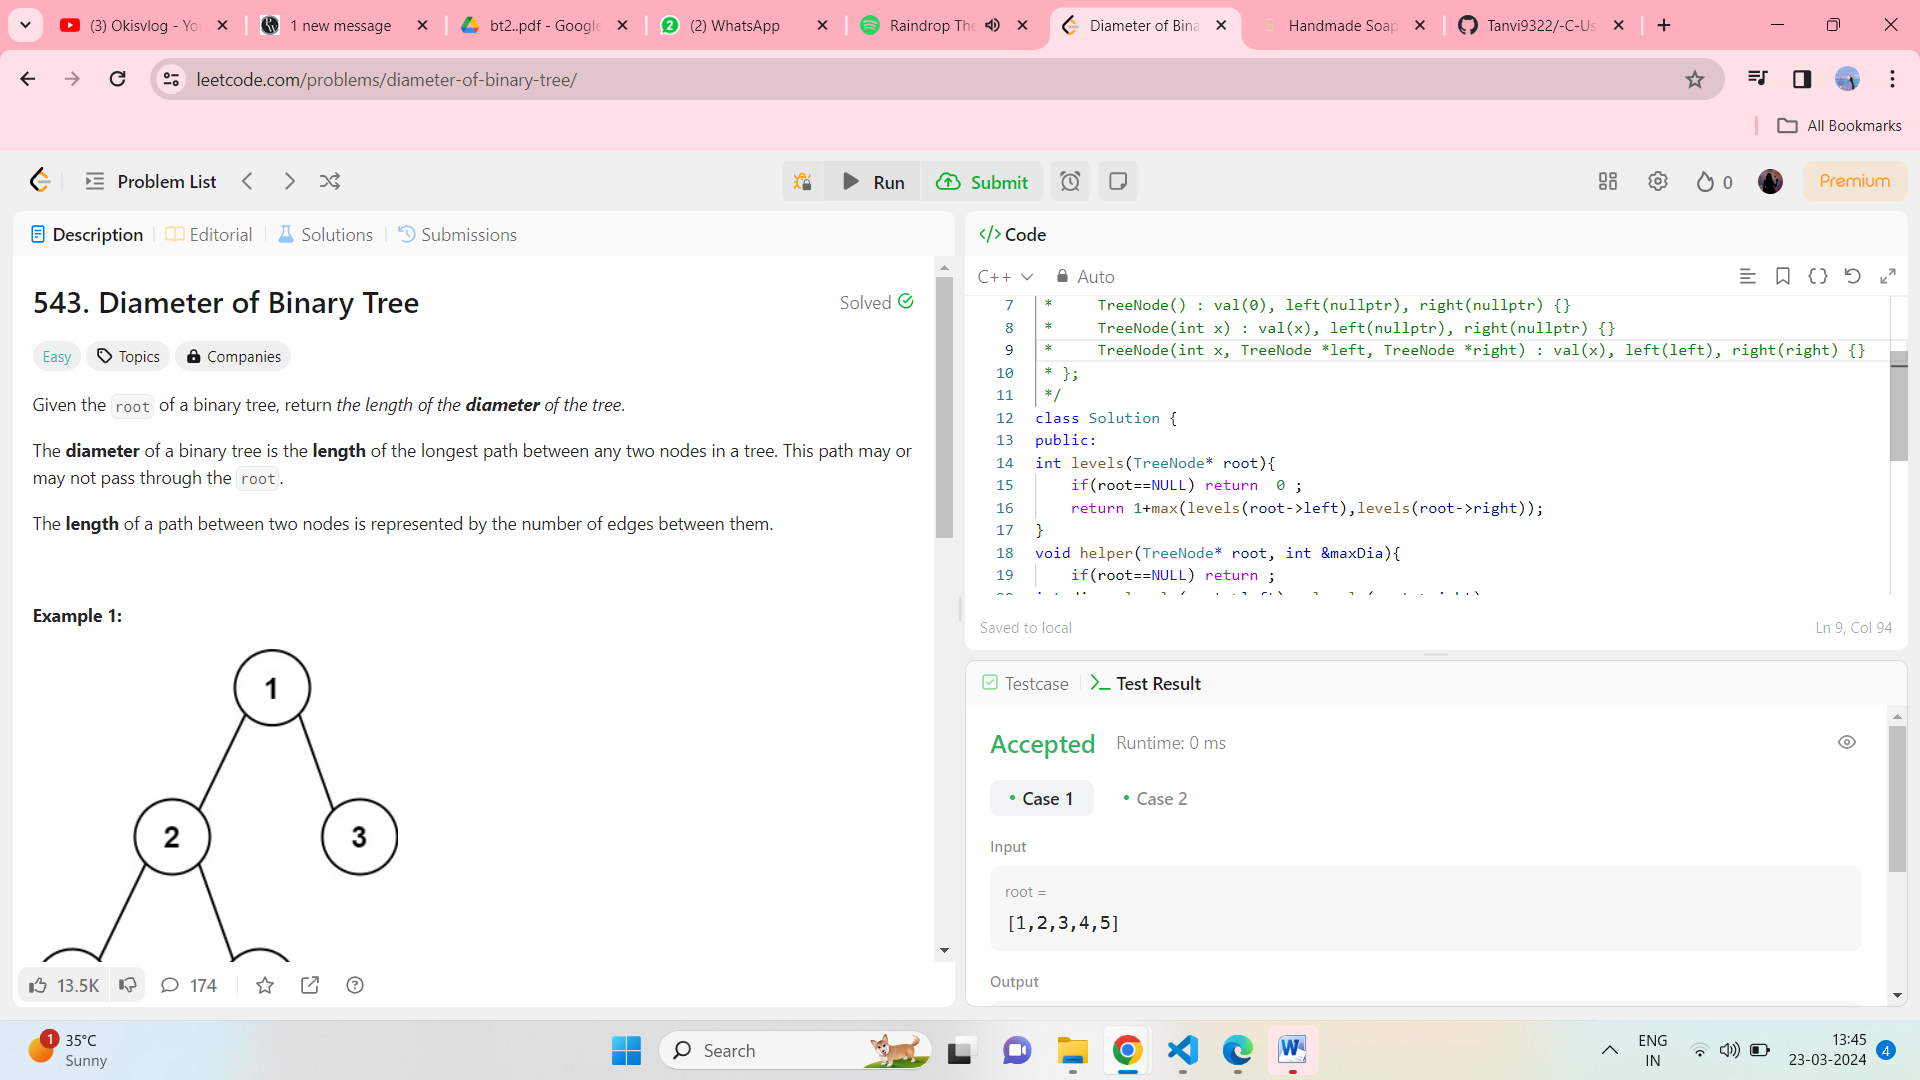 (3) Okisvlog - Yo
1 new message
bt2..pdf - Google
(2) WhatsApp
Raindrop The
Diameter of Bina
Handmade Soap
Tanvi9322/-C-Us
leetcode.com/problems/diameter-of-binary-tree/
All Bookmarks
Problem List
Run
Submit
0
Premium
Description
Editorial
Solutions
Submissions
543. Diameter of Binary Tree
Solved
Easy
Topics
Companies
Given the root of a binary tree, return the length of the diameter of the tree.
The diameter of a binary tree is the length of the longest path between any two nodes in a tree. This path may or
may not pass through the root.
The length of a path between two nodes is represented by the number of edges between them.
Example 1:
1
2
3
13.5K
174
Code
C++
Auto
7 * TreeNode() : val(0), left(nullptr), right(nullptr) {}
8 * TreeNode(int x) : val(x), left(nullptr), right(nullptr) {}
9 * TreeNode(int x, TreeNode *left, TreeNode *right) : val(x), left(left), right(right) {}
10 * };
11 */
12 class Solution {
13 public:
14 int levels(TreeNode* root){
15 if(root==NULL) return 0 ;
16 return 1+max(levels(root->left),levels(root->right));
17 }
18 void helper(TreeNode* root, int &maxDia){
19 if(root==NULL) return ;
Saved to local
Ln 9, Col 94
Testcase
Test Result
Accepted
Runtime: 0 ms
Case 1
Case 2
Input
root =
[1,2,3,4,5]
Output
1
35°C
Sunny
Search
ENG
IN
13:45
23-03-2024
4